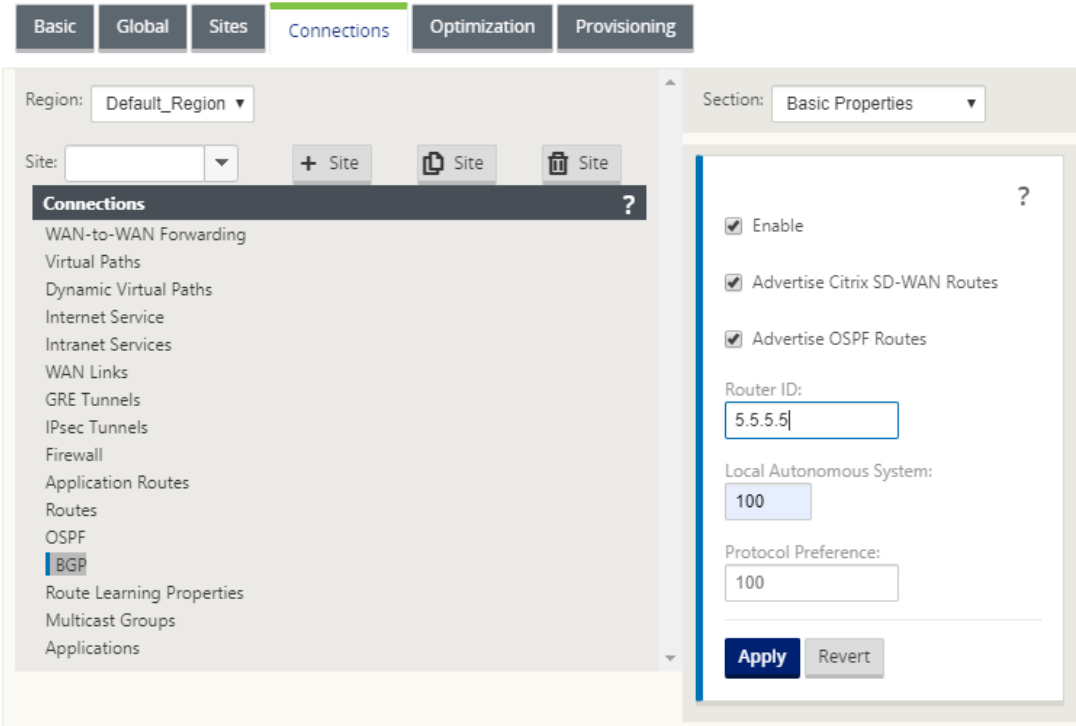 Basic Global Sites Connections Optimization Provisioning
Region: Default_Region
Site: + Site Site Site
Connections ?
WAN-to-WAN Forwarding
Virtual Paths
Dynamic Virtual Paths
Internet Service
Intranet Services
WAN Links
GRE Tunnels
IPsec Tunnels
Firewall
Application Routes
Routes
OSPF
BGP
Route Learning Properties
Multicast Groups
Applications
Section: Basic Properties
?
Enable
Advertise Citrix SD-WAN Routes
Advertise OSPF Routes
Router ID:
5.5.5.5
Local Autonomous System:
100
Protocol Preference:
100
Apply Revert